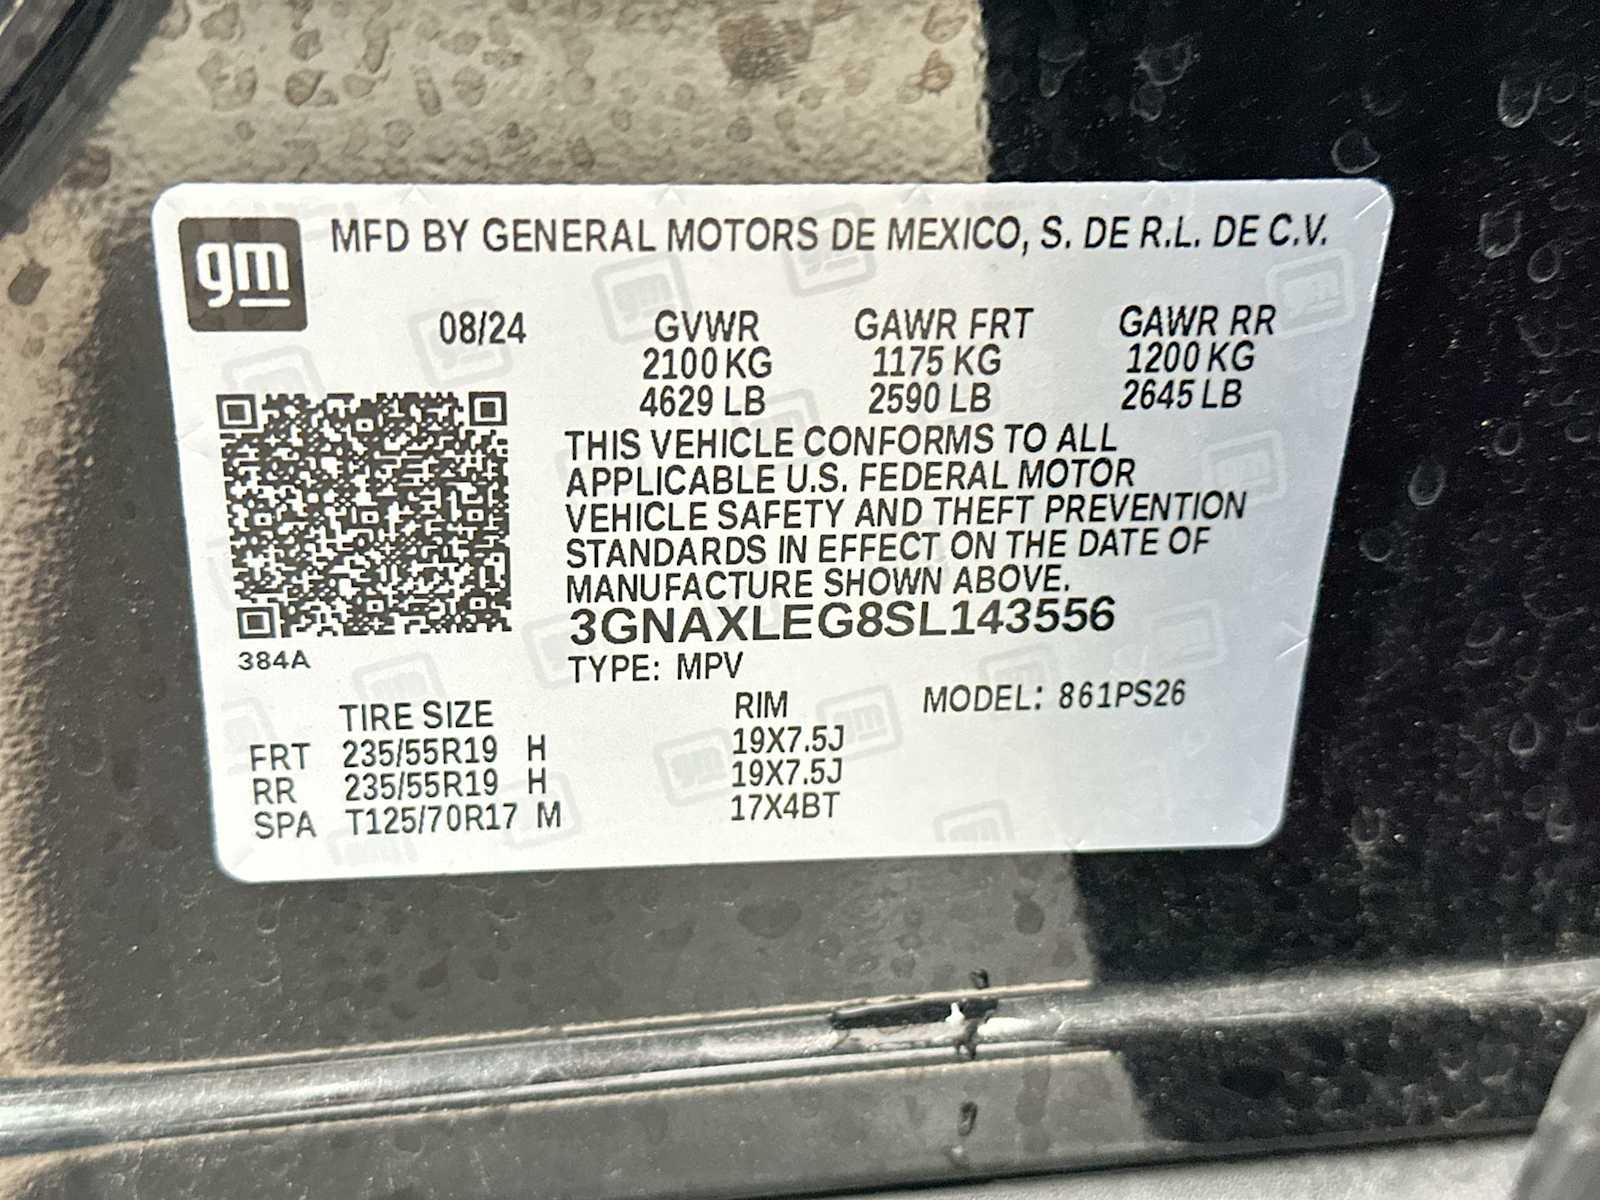 gm
MFD BY GENERAL MOTORS DE MEXICO, S. DE R.L. DE C.V.
08/24 GVWR GAWR FRT GAWR RR
2100 KG 1175 KG 1200 KG
4629 LB 2590 LB 2645 LB
THIS VEHICLE CONFORMS TO ALL
APPLICABLE U.S. FEDERAL MOTOR
VEHICLE SAFETY AND THEFT PREVENTION
STANDARDS IN EFFECT ON THE DATE OF
MANUFACTURE SHOWN ABOVE.
3GNAXLEG8SL143556
384A
TYPE: MPV
TIRE SIZE RIM MODEL: 861PS26
FRT 235/55R19 H 19X7.5J
RR 235/55R19 H 19X7.5J
SPA T125/70R17 M 17X4BT